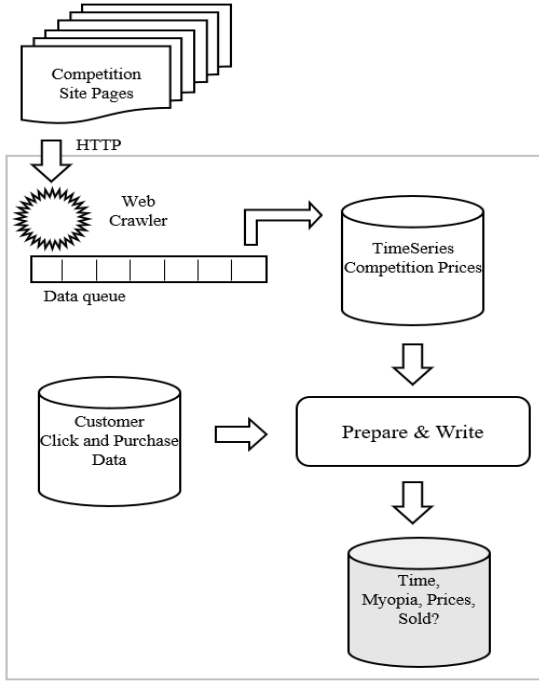 Competition
Site Pages
HTTP
Web
Crawler
Data queue
TimeSeries
Competition Prices
Customer
Click and Purchase
Data
Prepare & Write
Time,
Myopia, Prices,
Sold?